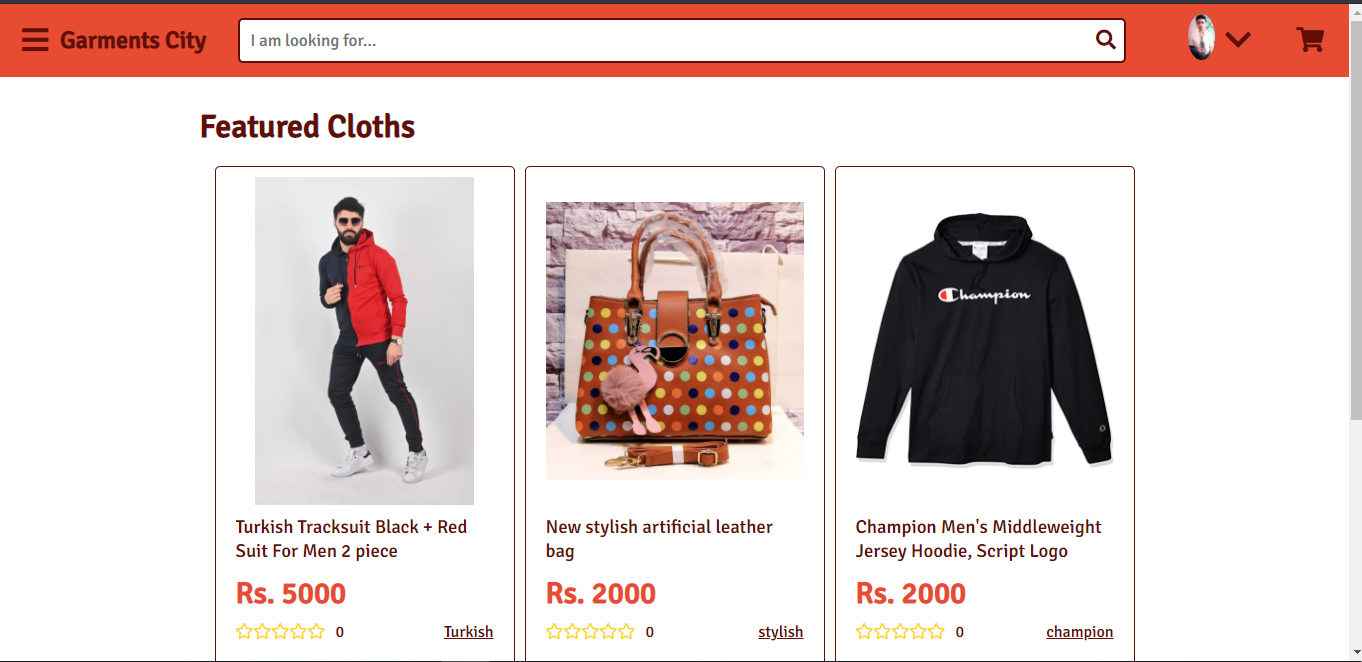 Garments City
I am looking for...
Featured Cloths
Champion
Turkish Tracksuit Black + Red
Suit For Men 2 piece
Rs. 5000
0
Turkish
New stylish artificial leather
bag
Rs. 2000
0
stylish
Champion Men's Middleweight
Jersey Hoodie, Script Logo
Rs. 2000
0
champion